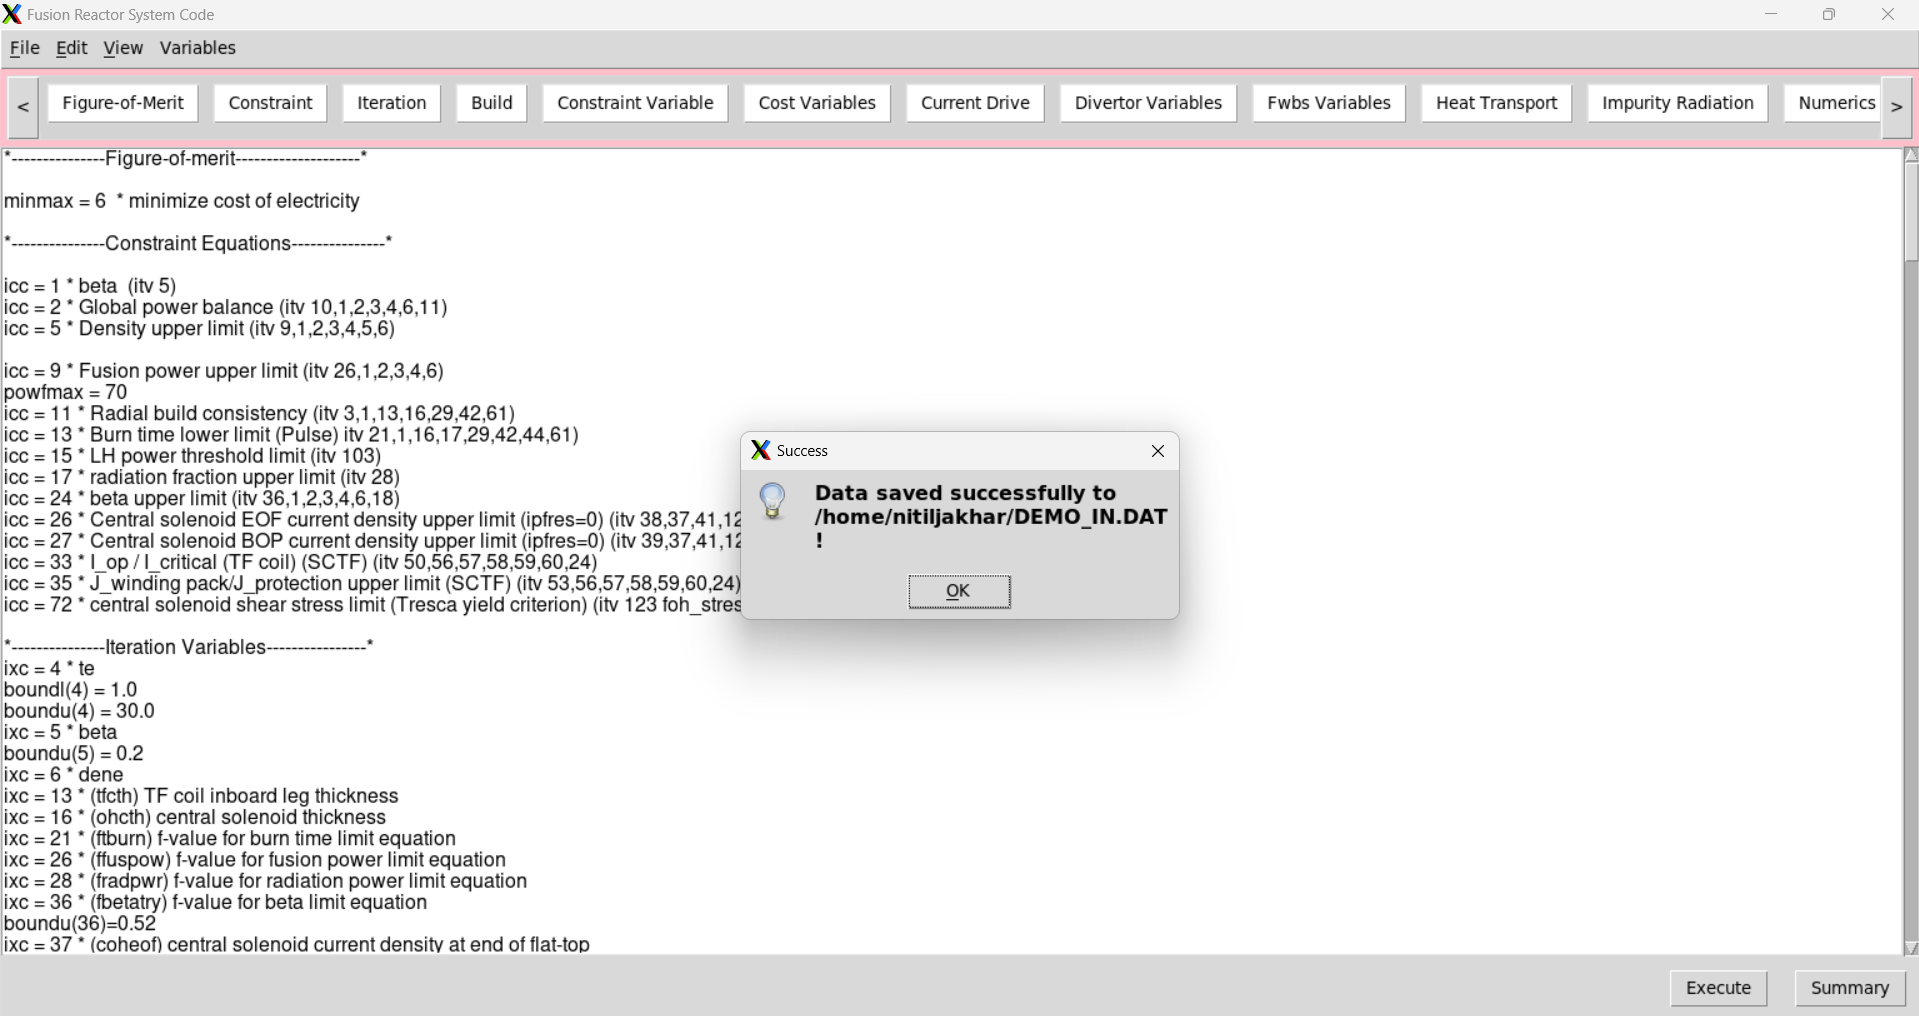 Fusion Reactor System Code
File Edit View Variables
< Figure-of-Merit Constraint Iteration Build Constraint Variable Cost Variables Current Drive Divertor Variables Fwbs Variables Heat Transport Impurity Radiation Numerics >
*---------------Figure-of-merit--------------------*
minmax = 6  * minimize cost of electricity
*---------------Constraint Equations---------------*
icc = 1 * beta  (itv 5)
icc = 2 * Global power balance (itv 10,1,2,3,4,6,11)
icc = 5 * Density upper limit (itv 9,1,2,3,4,5,6)
icc = 9 * Fusion power upper limit (itv 26,1,2,3,4,6)
powfmax = 70
icc = 11 * Radial build consistency (itv 3,1,13,16,29,42,61)
icc = 13 * Burn time lower limit (Pulse) itv 21,1,16,17,29,42,44,61)
icc = 15 * LH power threshold limit (itv 103)
icc = 17 * radiation fraction upper limit (itv 28)
icc = 24 * beta upper limit (itv 36,1,2,3,4,6,18)
icc = 26 * Central solenoid EOF current density upper limit (ipfres=0) (itv 38,37,41,12
icc = 27 * Central solenoid BOP current density upper limit (ipfres=0) (itv 39,37,41,12
icc = 33 * I_op / I_critical (TF coil) (SCTF) (itv 50,56,57,58,59,60,24)
icc = 35 * J_winding pack/J_protection upper limit (SCTF) (itv 53,56,57,58,59,60,24)
icc = 72 * central solenoid shear stress limit (Tresca yield criterion) (itv 123 foh_stres
*---------------Iteration Variables----------------*
ixc = 4 * te
boundl(4) = 1.0
boundu(4) = 30.0
ixc = 5 * beta
boundu(5) = 0.2
ixc = 6 * dene
ixc = 13 * (tfcth) TF coil inboard leg thickness
ixc = 16 * (ohcth) central solenoid thickness
ixc = 21 * (ftburn) f-value for burn time limit equation
ixc = 26 * (ffuspow) f-value for fusion power limit equation
ixc = 28 * (fradpwr) f-value for radiation power limit equation
ixc = 36 * (fbetatry) f-value for beta limit equation
boundu(36)=0.52
ixc = 37 * (coheof) central solenoid current density at end of flat-top
Success
Data saved successfully to
/home/nitiljakhar/DEMO_IN.DAT
!
OK
Execute Summary